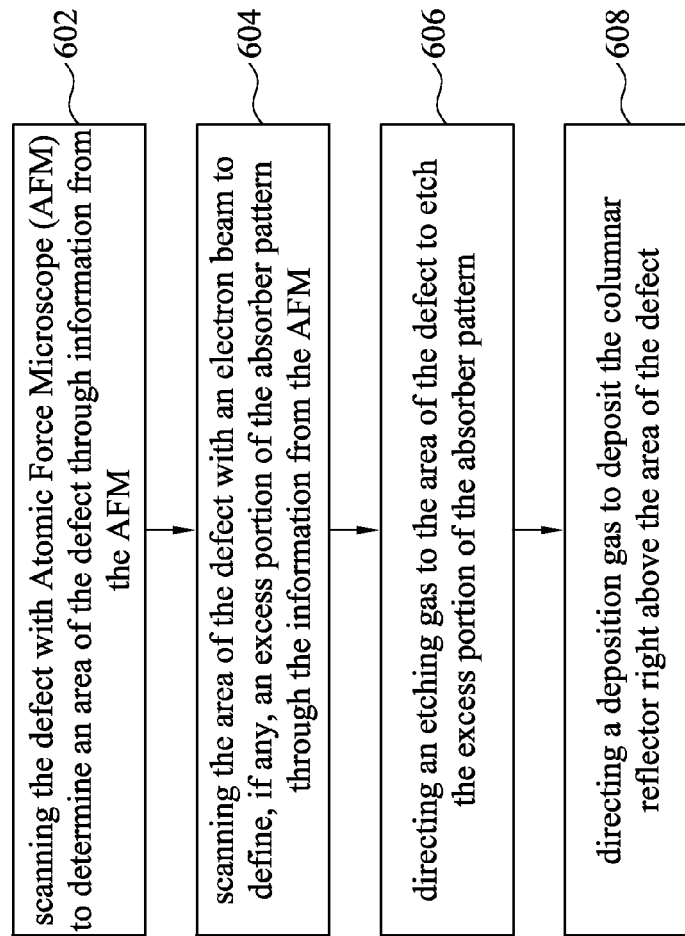 scanning the defect with Atomic Force Microscope (AFM)
to determine an area of the defect through information from
the AFM
602
scanning the area of the defect with an electron beam to
define, if any, an excess portion of the absorber pattern
through the information from the AFM
604
directing an etching gas to the area of the defect to etch
the excess portion of the absorber pattern
606
directing a deposition gas to deposit the columnar
reflector right above the area of the defect
608